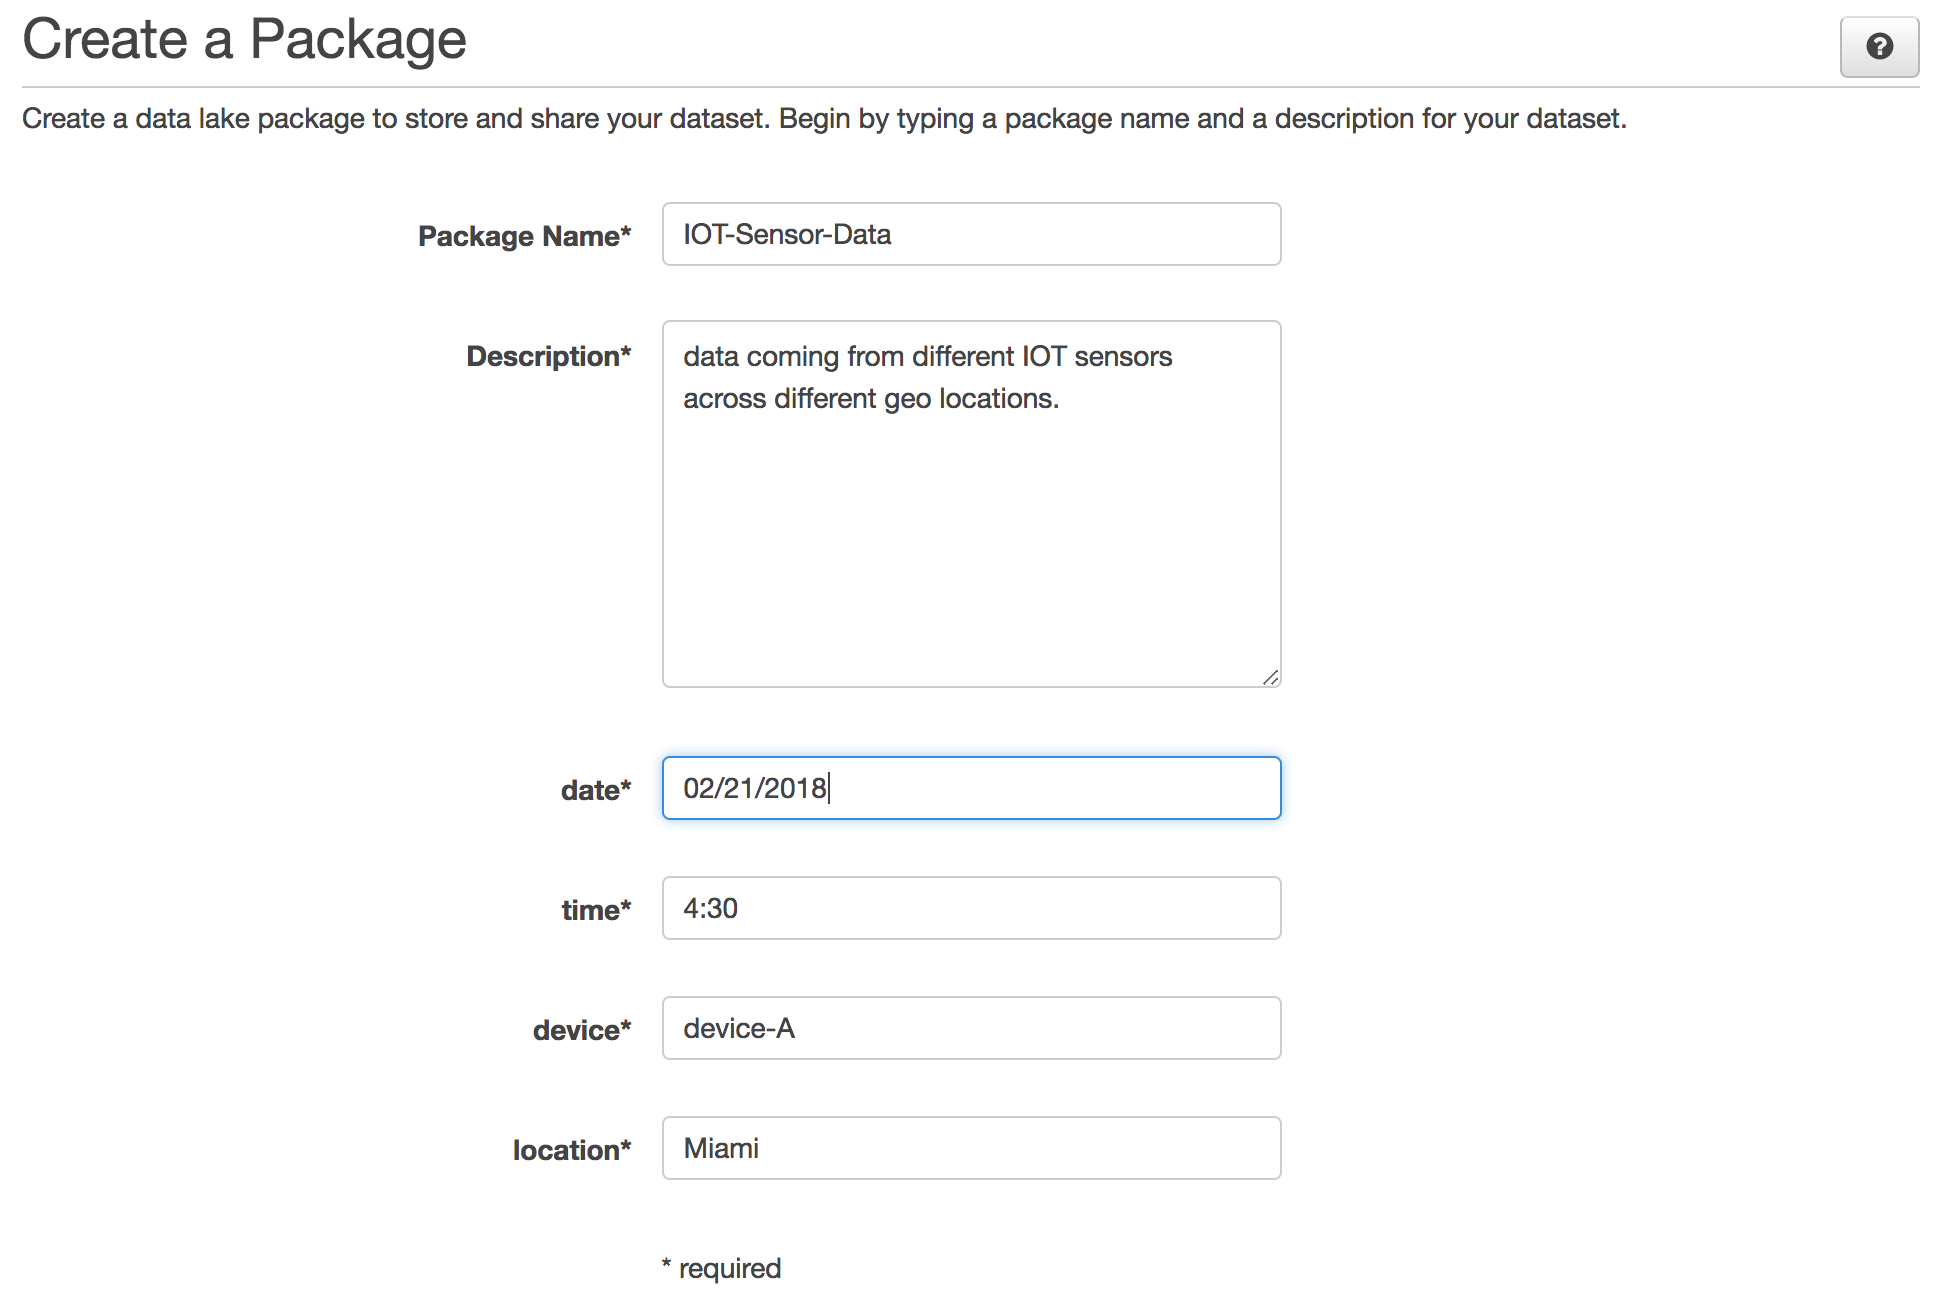 Create a Package
?
Create a data lake package to store and share your dataset. Begin by typing a package name and a description for your dataset.
Package Name* IOT-Sensor-Data
Description* data coming from different IOT sensors
across different geo locations.
date* 02/21/2018
time* 4:30
device* device-A
location* Miami
* required